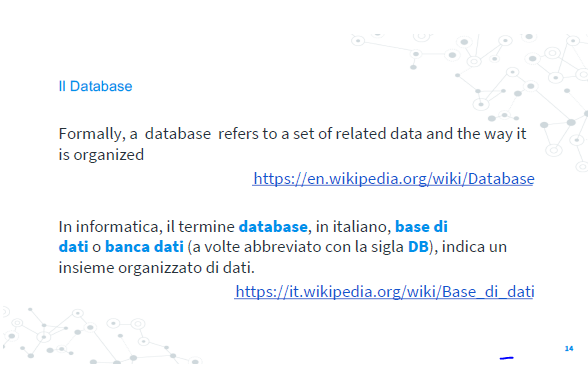 Il Database
Formally, a database refers to a set of related data and the way it
is organized
https://en.wikipedia.org/wiki/Database
In informatica, il termine database, in italiano, base di
dati o banca dati (a volte abbreviato con la sigla DB), indica un
insieme organizzato di dati.
https://it.wikipedia.org/wiki/Base_di_dati
14